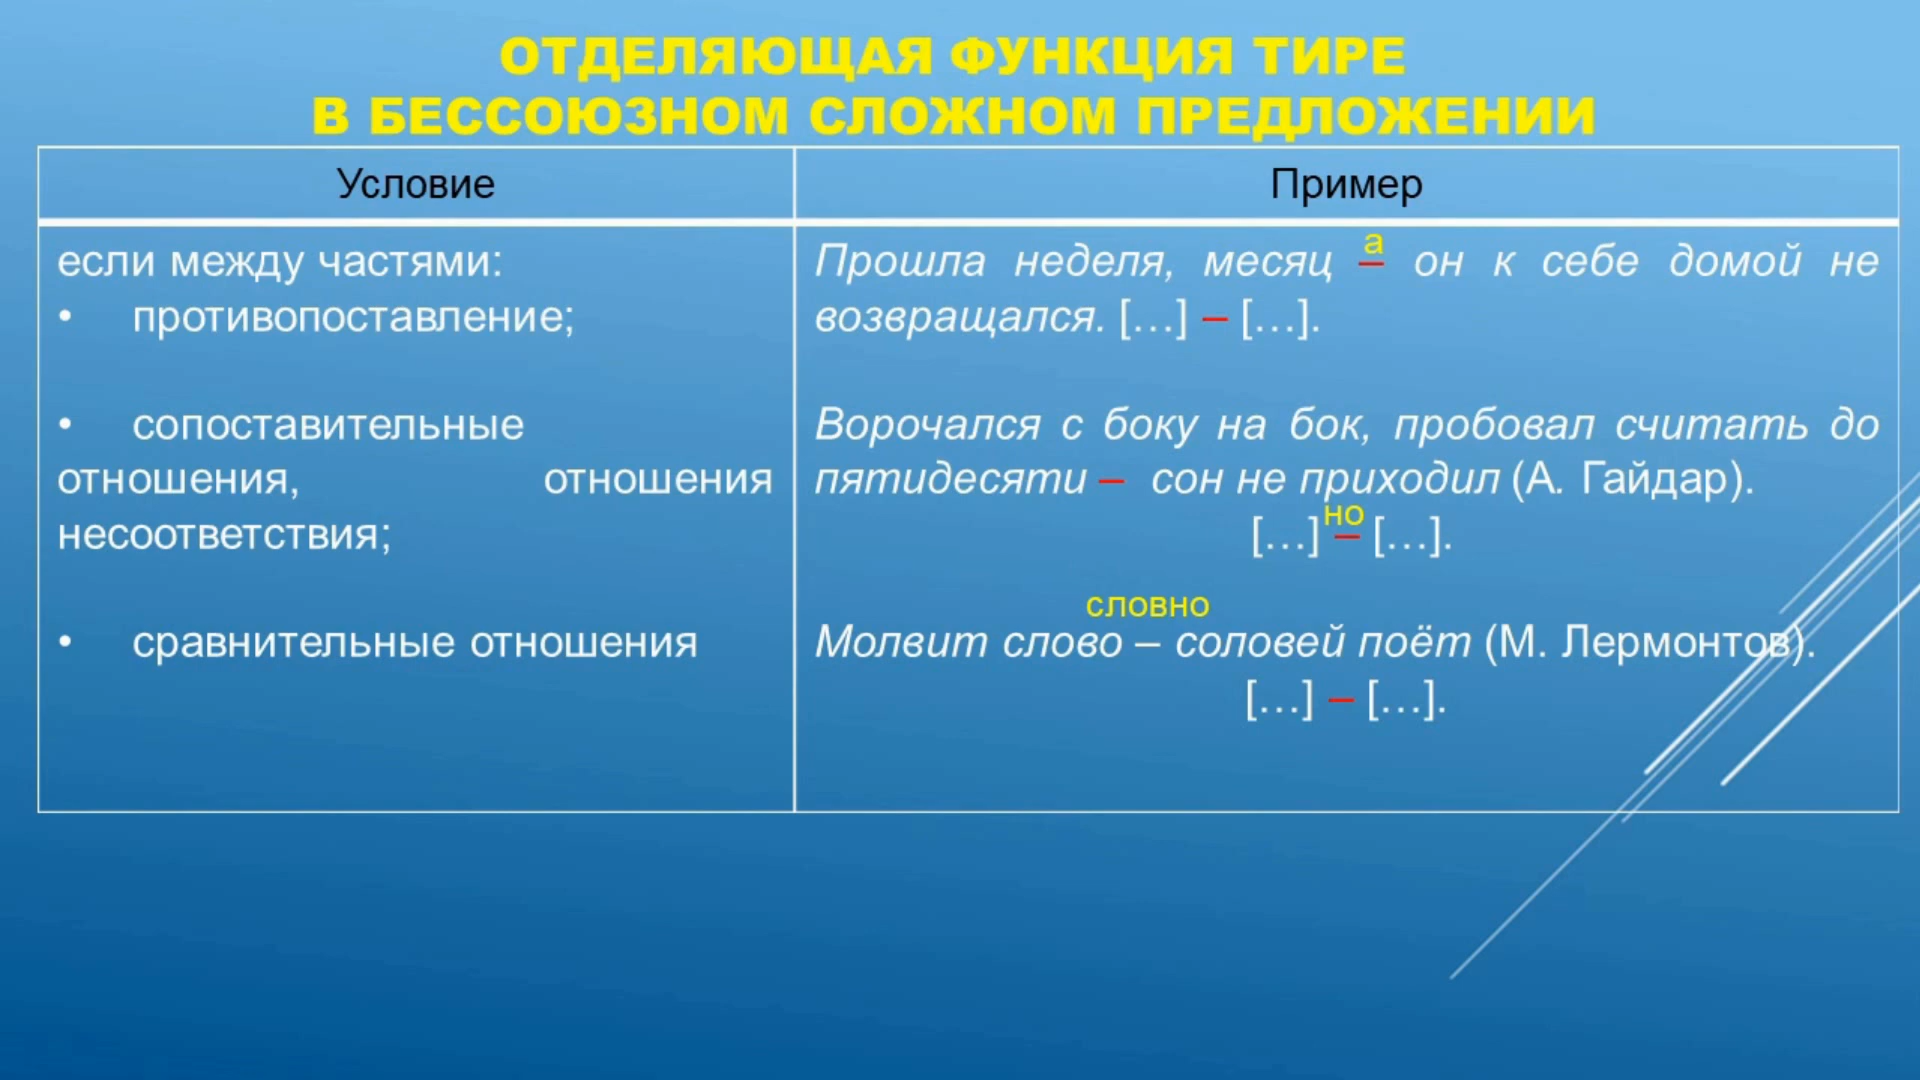 ОТДЕЛЯЮЩАЯ ФУНКЦИЯ ТИРЕ
В БЕССОЮЗНОМ СЛОЖНОМ ПРЕДЛОЖЕНИИ
Условие
Пример
если между частями:
• противопоставление;
• сопоставительные
отношения, отношения
несоответствия;
• сравнительные отношения
а
Прошла неделя, месяц – он к себе домой не
возвращался. […] – […].
Ворочался с боку на бок, пробовал считать до
пятидесяти – сон не приходил (А. Гайдар).
но
[…] – […].
словно
Молвит слово – соловей поёт (М. Лермонтов).
[…] – […].